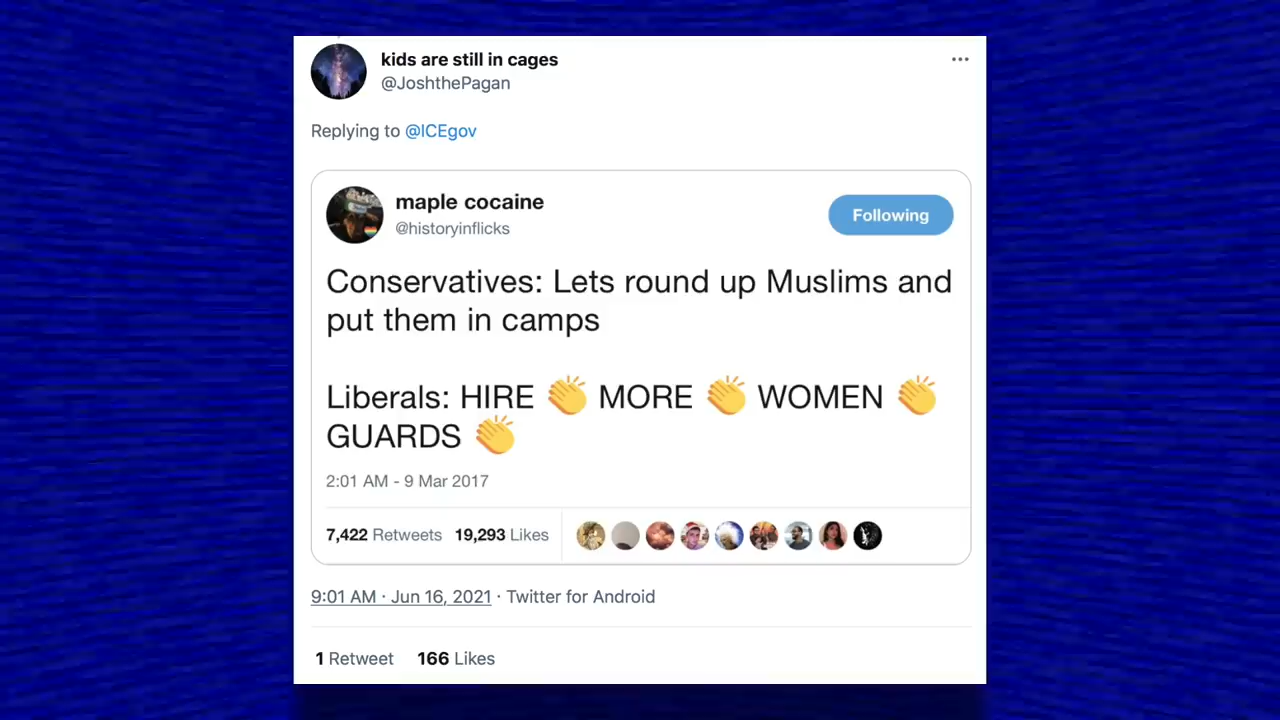 kids are still in cages
@JoshthePagan
Replying to @ICEgov
maple cocaine
@historyinflicks
Following
Conservatives: Lets round up Muslims and
put them in camps
Liberals: HIRE 👏 MORE 👏 WOMEN 👏
GUARDS 👏
2:01 AM - 9 Mar 2017
7,422 Retweets 19,293 Likes
9:01 AM · Jun 16, 2021 · Twitter for Android
1 Retweet 166 Likes